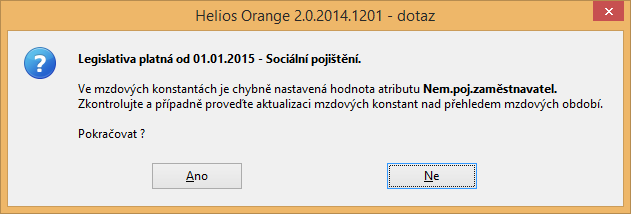 Helios Orange 2.0.2014.1201 - dotaz
Legislativa platná od 01.01.2015 - Sociální pojištění.
Ve mzdových konstantách je chybně nastavená hodnota atributu Nem.poj.zaměstnavatel.
Zkontrolujte a případně proveďte aktualizaci mzdových konstant nad přehledem mzdových období.
Pokračovat ?
Ano
Ne